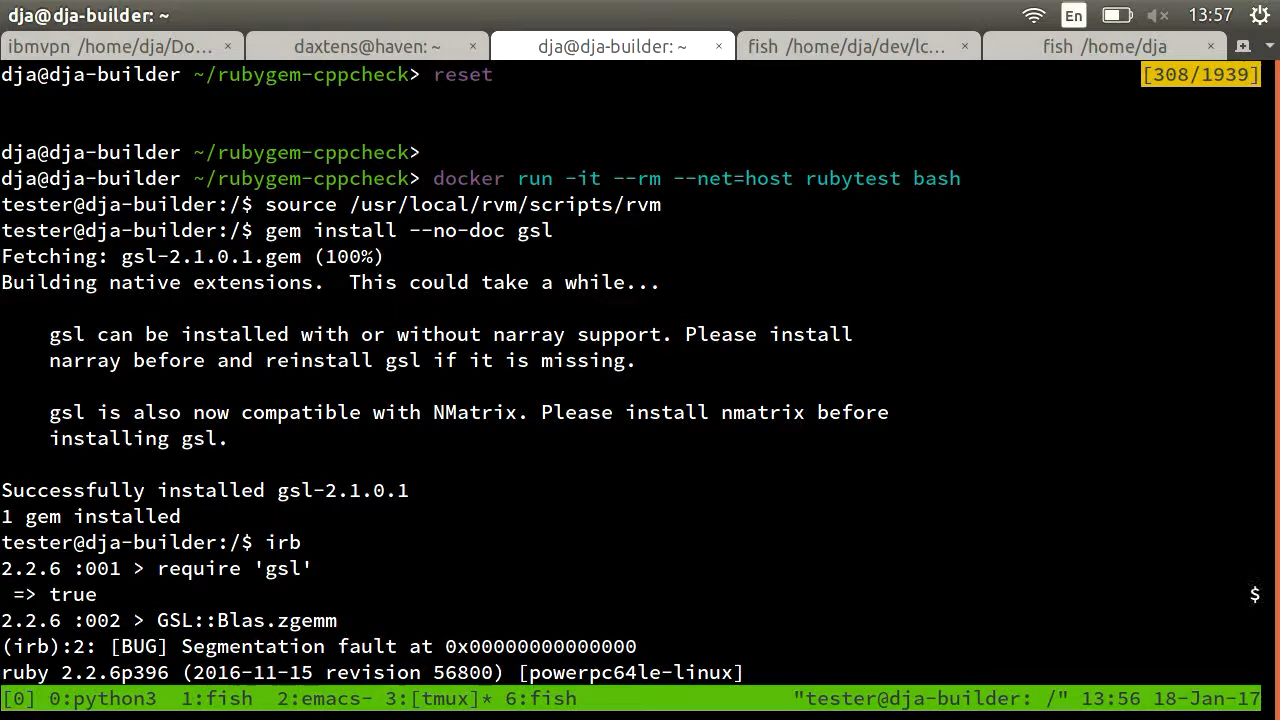 dja@dja-builder: ~
En
13:57
ibmvpn /home/dja/Do... ×
daxtens@haven: ~ ×
dja@dja-builder: ~ ×
fish /home/dja/dev/lc... ×
fish /home/dja ×
dja@dja-builder ~/rubygem-cppcheck> reset [308/1939]
dja@dja-builder ~/rubygem-cppcheck>
dja@dja-builder ~/rubygem-cppcheck> docker run -it --rm --net=host rubytest bash
tester@dja-builder:/$ source /usr/local/rvm/scripts/rvm
tester@dja-builder:/$ gem install --no-doc gsl
Fetching: gsl-2.1.0.1.gem (100%)
Building native extensions.  This could take a while...
gsl can be installed with or without narray support. Please install
narray before and reinstall gsl if it is missing.
gsl is also now compatible with NMatrix. Please install nmatrix before
installing gsl.
Successfully installed gsl-2.1.0.1
1 gem installed
tester@dja-builder:/$ irb
2.2.6 :001 > require 'gsl'
=> true $
2.2.6 :002 > GSL::Blas.zgemm
(irb):2: [BUG] Segmentation fault at 0x00000000000000
ruby 2.2.6p396 (2016-11-15 revision 56800) [powerpc64le-linux]
[0] 0:python3  1:fish  2:emacs- 3:[tmux]* 6:fish "tester@dja-builder: /" 13:56 18-Jan-17